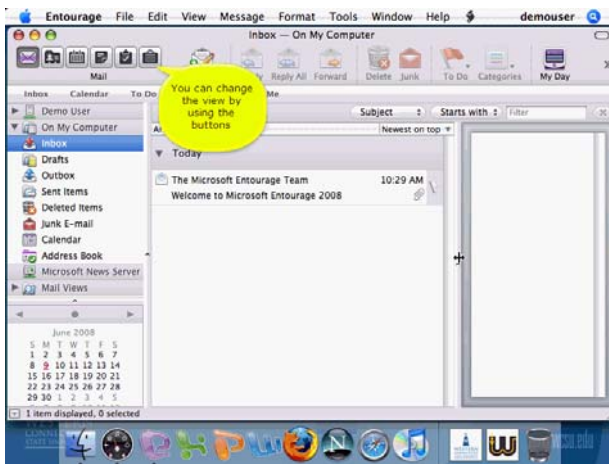 Entourage File Edit View Message Format Tools Window Help demouser
Inbox — On My Computer
Mail Reply All Forward Delete Junk To Do Categories My Day
You can change
the view by
using the
buttons
Inbox Calendar To Do Me
Demo User
On My Computer
Inbox
Drafts
Outbox
Sent Items
Deleted Items
Junk E-mail
Calendar
Address Book
Microsoft News Server
Mail Views
Subject Starts with Filter
Newest on top
Today
The Microsoft Entourage Team 10:29 AM
Welcome to Microsoft Entourage 2008
June 2008
S M T W T F S
1 2 3 4 5 6 7
8 9 10 11 12 13 14
15 16 17 18 19 20 21
22 23 24 25 26 27 28
29 30 1 2 3 4 5
1 item displayed, 0 selected